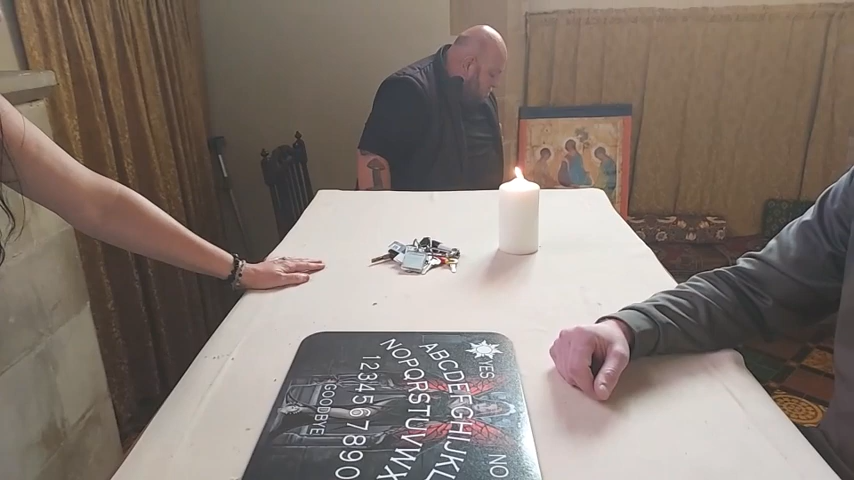 YES
NO
ABCDEFGHIJKL
NOPQRSTUVWX
1234567890
GOODBYE